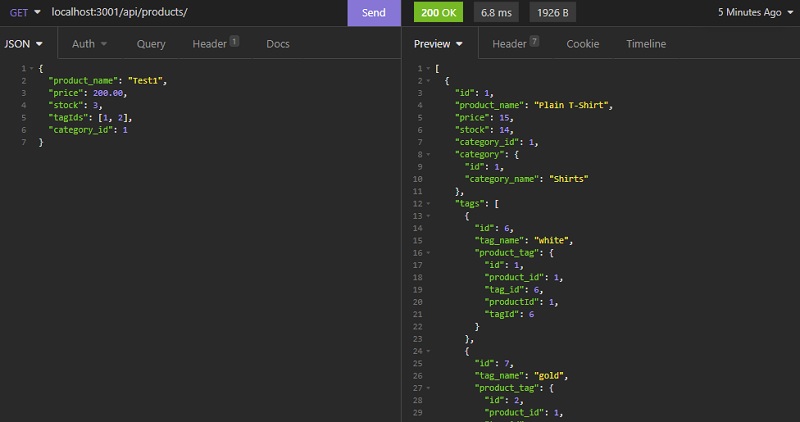 GET localhost:3001/api/products/ Send 200 OK 6.8 ms 1926 B 5 Minutes Ago
JSON Auth Query Header 1 Docs Preview Header 7 Cookie Timeline
1 {
2 "product_name": "Test1",
3 "price": 200.00,
4 "stock": 3,
5 "tagIds": [1, 2],
6 "category_id": 1
7 }
1 [
2 {
3 "id": 1,
4 "product_name": "Plain T-Shirt",
5 "price": 15,
6 "stock": 14,
7 "category_id": 1,
8 "category": {
9 "id": 1,
10 "category_name": "Shirts"
11 },
12 "tags": [
13 {
14 "id": 6,
15 "tag_name": "white",
16 "product_tag": {
17 "id": 1,
18 "product_id": 1,
19 "tag_id": 6,
20 "productId": 1,
21 "tagId": 6
22 }
23 },
24 {
25 "id": 7,
26 "tag_name": "gold",
27 "product_tag": {
28 "id": 2,
29 "product_id": 1,